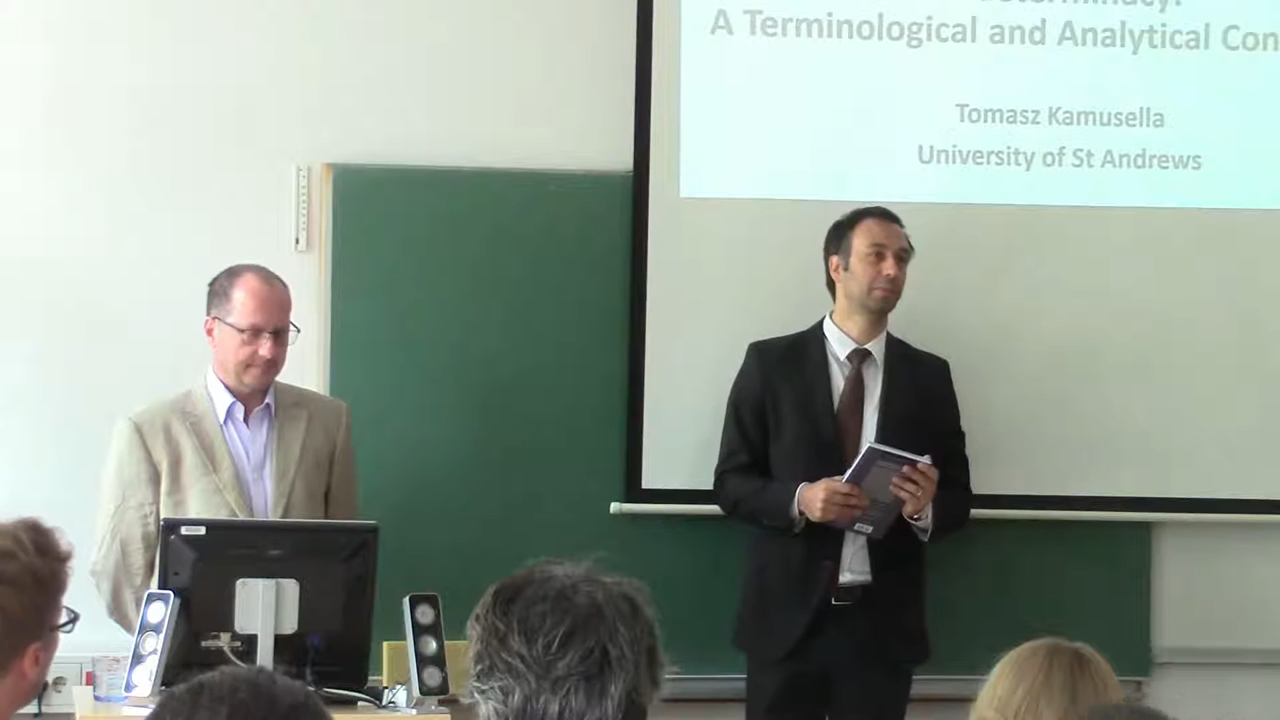 A Terminological and Analytical Con
Tomasz Kamusella
University of St Andrews